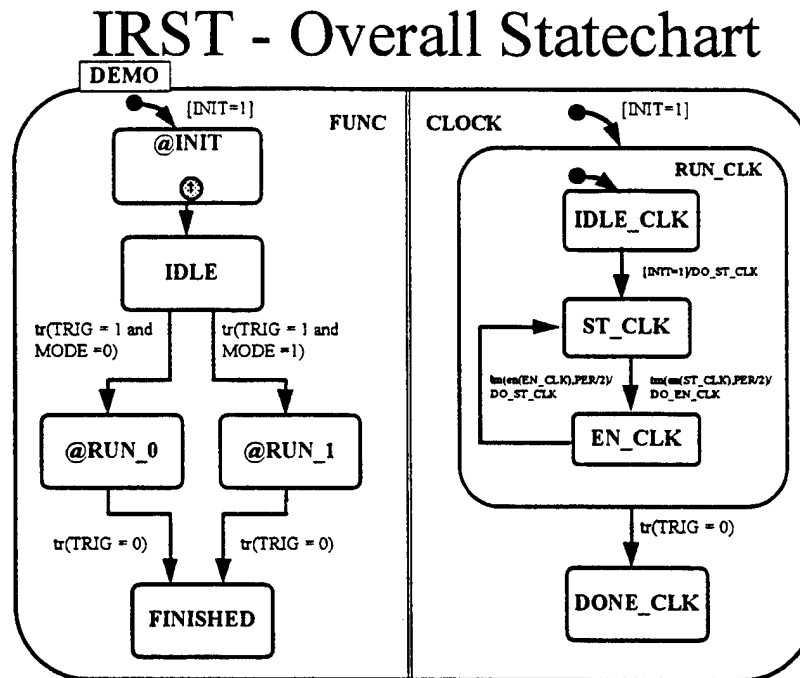 IRST - Overall Statechart
DEMO
[INIT=1]
FUNC
@INIT
IDLE
tr(TRIG = 1 and
MODE =0)
tr(TRIG = 1 and
MODE =1)
@RUN_0
@RUN_1
tr(TRIG = 0)
tr(TRIG = 0)
FINISHED
CLOCK
[INIT=1]
RUN_CLK
IDLE_CLK
[INIT=1]/DO_ST_CLK
ST_CLK
tm(en(EN_CLK),PER/2)/
DO_ST_CLK
tm(en(ST_CLK),PER/2)/
DO_EN_CLK
EN_CLK
tr(TRIG = 0)
DONE_CLK